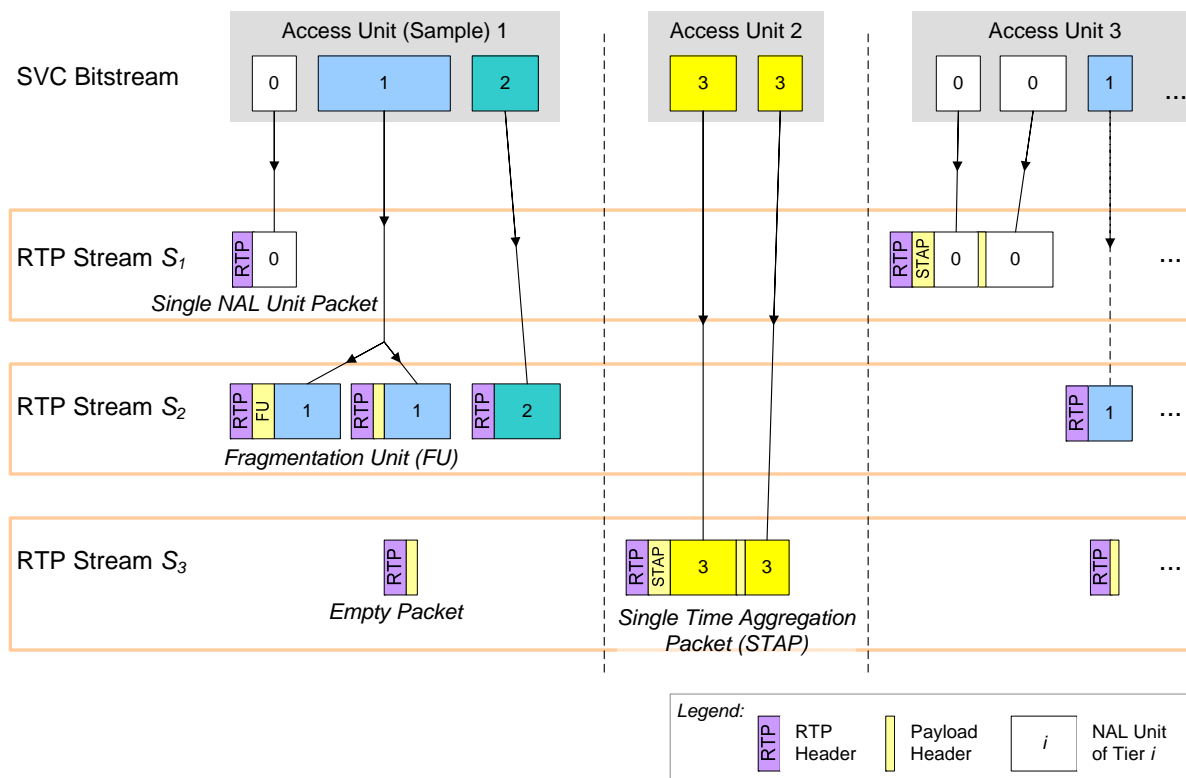 Access Unit (Sample) 1
Access Unit 2
Access Unit 3
SVC Bitstream
0
1
2
3
3
0
0
1
...
RTP Stream S1
RTP
0
Single NAL Unit Packet
RTP
STAP
0
0
...
RTP Stream S2
RTP
FU
1
RTP
1
RTP
2
Fragmentation Unit (FU)
RTP
1
...
RTP Stream S3
RTP
Empty Packet
RTP
STAP
3
3
Single Time Aggregation
Packet (STAP)
RTP
...
Legend:
RTP
RTP
Header
Payload
Header
i
NAL Unit
of Tier i